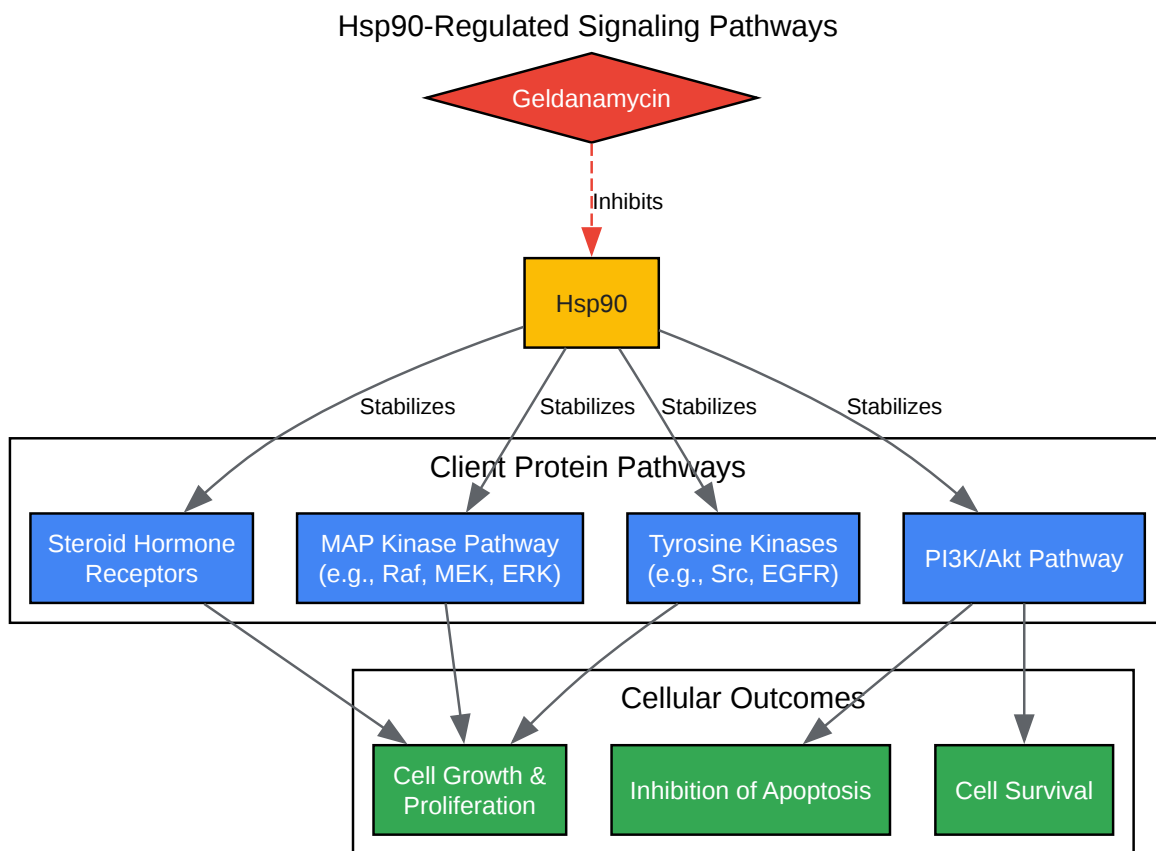 Hsp90-Regulated Signaling Pathways
Geldanamycin
Inhibits
Hsp90
Stabilizes
Stabilizes
Stabilizes
Stabilizes
Client Protein Pathways
Steroid Hormone
Receptors
MAP Kinase Pathway
(e.g., Raf, MEK, ERK)
Tyrosine Kinases
(e.g., Src, EGFR)
PI3K/Akt Pathway
Cellular Outcomes
Cell Growth &
Proliferation
Inhibition of Apoptosis
Cell Survival